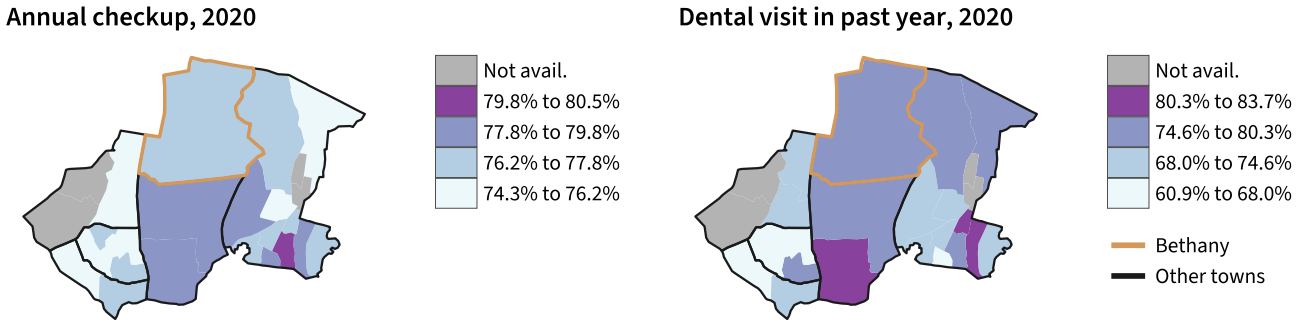 Annual checkup, 2020
Not avail.
79.8% to 80.5%
77.8% to 79.8%
76.2% to 77.8%
74.3% to 76.2%
Dental visit in past year, 2020
Not avail.
80.3% to 83.7%
74.6% to 80.3%
68.0% to 74.6%
60.9% to 68.0%
Bethany
Other towns